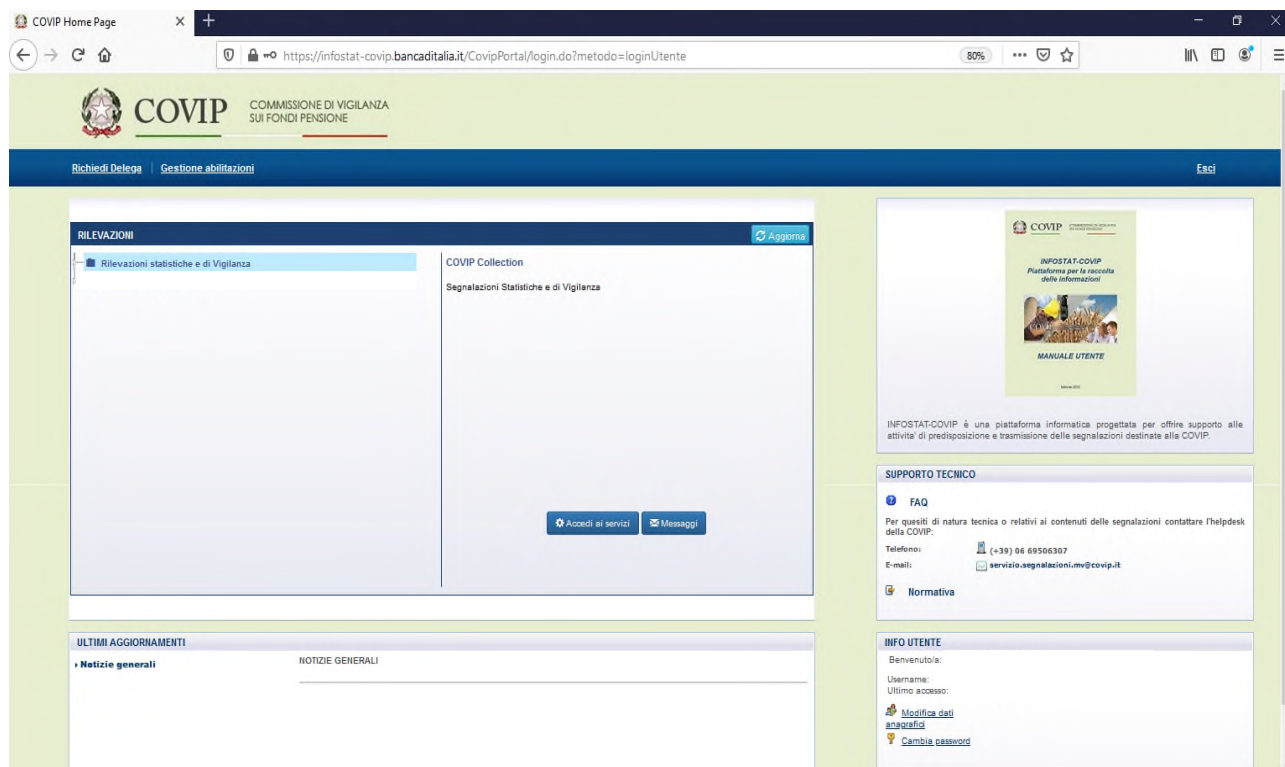 COVIP Home Page
https://infostat-covip.bancaditalia.it/CovipPortal/login.do?metodo=loginUtente
80%
COVIP
COMMISSIONE DI VIGILANZA
SUI FONDI PENSIONE
Richiedi Delega | Gestione abilitazioni
Esci
RILEVAZIONI
Aggiorna
Rilevazioni statistiche e di Vigilanza
COVIP Collection
Segnalazioni Statistiche e di Vigilanza
Accedi ai servizi
Messaggi
COVIP
INFOSTAT-COVIP
Piattaforma per la raccolta
delle informazioni
MANUALE UTENTE
INFOSTAT-COVIP è una piattaforma informatica progettata per offrire supporto alle
attivita' di predisposizione e trasmissione delle segnalazioni destinate alla COVIP.
SUPPORTO TECNICO
FAQ
Per quesiti di natura tecnica o relativi ai contenuti delle segnalazioni contattare l'helpdesk
della COVIP:
Telefono: (+39) 06 69506307
E-mail: servizio.segnalazioni.mv@covip.it
Normativa
ULTIMI AGGIORNAMENTI
Notizie generali
NOTIZIE GENERALI
INFO UTENTE
Benvenuto/a:
Username:
Ultimo accesso:
Modifica dati
anagrafici
Cambia password